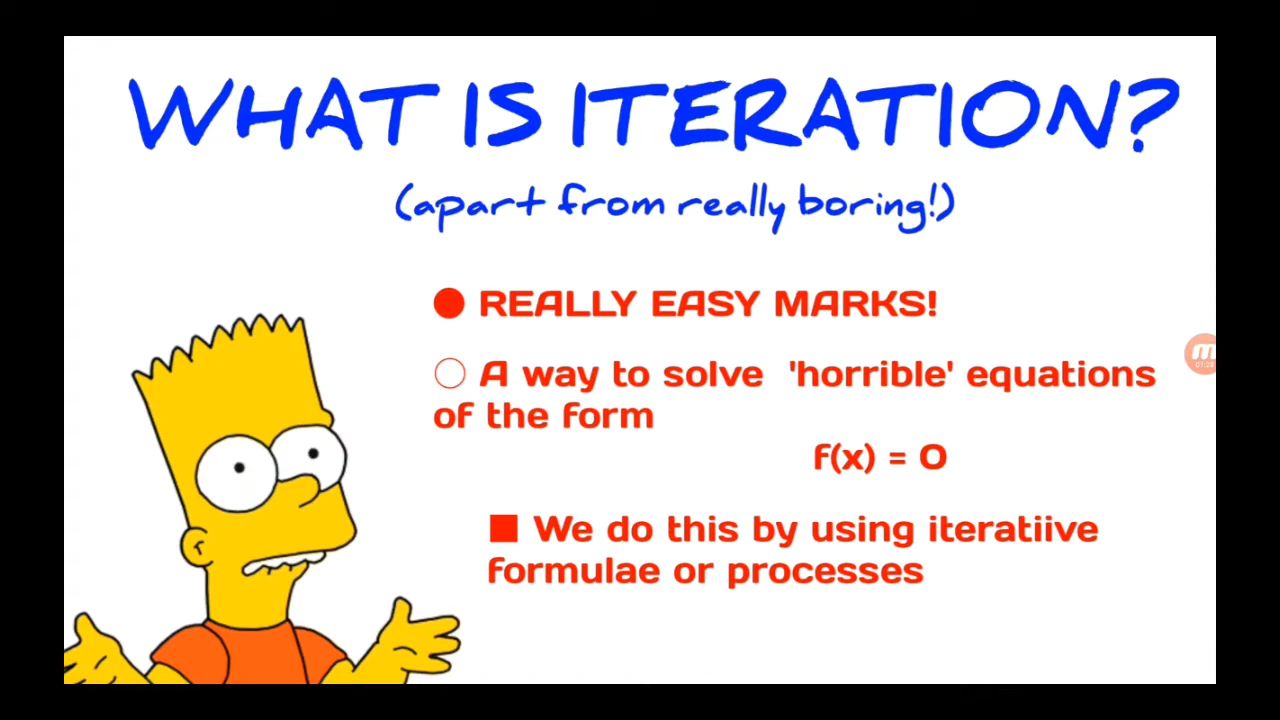 WHAT IS ITERATION?
(apart from really boring!)
● REALLY EASY MARKS!
○ A way to solve 'horrible' equations
of the form
f(x) = 0
■ We do this by using iteratiive
formulae or processes